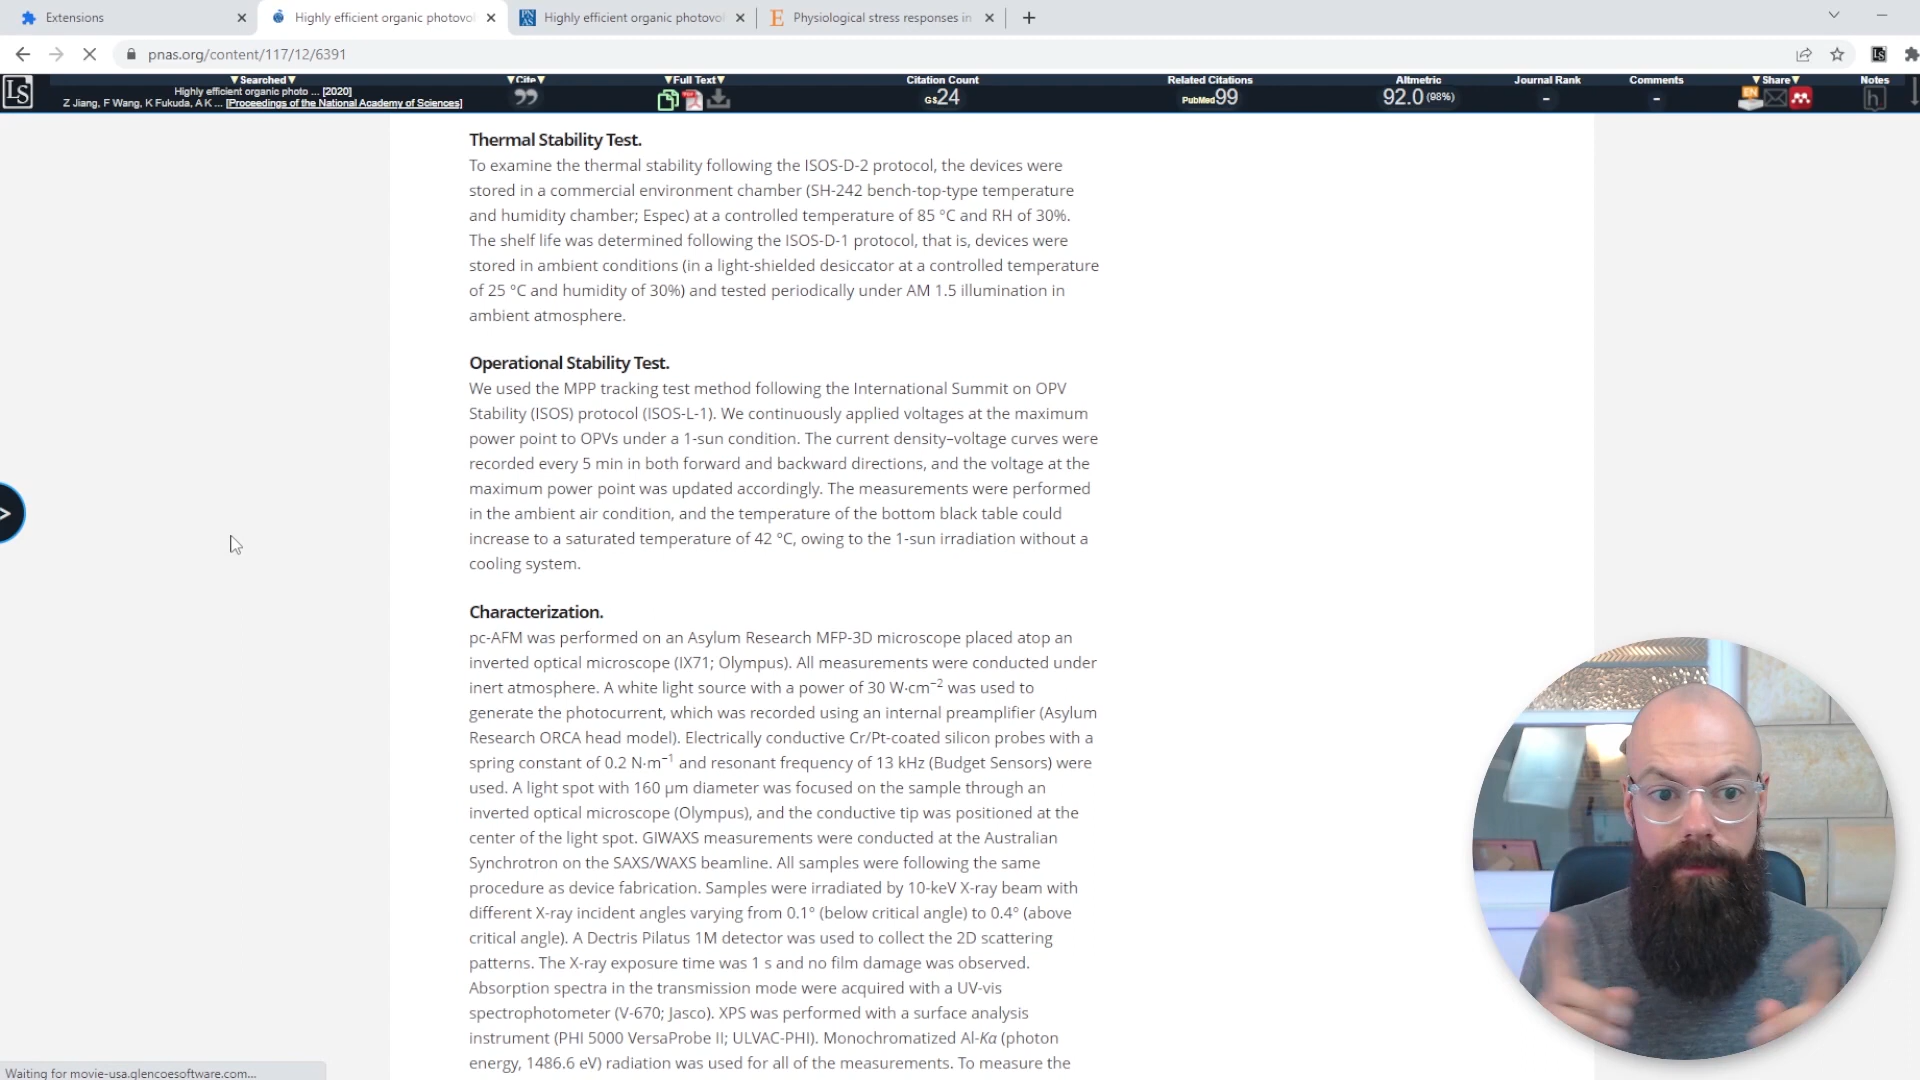 Extensions
Highly efficient organic photovol
Highly efficient organic photovol
Physiological stress responses in
pnas.org/content/117/12/6391
LS
▼Searched▼
Highly efficient organic photo ... [2020]
Z Jiang, F Wang, K Fukuda, A K ... [Proceedings of the National Academy of Sciences]
▼Cite▼
▼Full Text▼
Citation Count
GS24
Related Citations
PubMed99
Altmetric
92.0 (98%)
Journal Rank
-
Comments
-
▼Share▼
Notes
Thermal Stability Test.
To examine the thermal stability following the ISOS-D-2 protocol, the devices were
stored in a commercial environment chamber (SH-242 bench-top-type temperature
and humidity chamber; Espec) at a controlled temperature of 85 °C and RH of 30%.
The shelf life was determined following the ISOS-D-1 protocol, that is, devices were
stored in ambient conditions (in a light-shielded desiccator at a controlled temperature
of 25 °C and humidity of 30%) and tested periodically under AM 1.5 illumination in
ambient atmosphere.
Operational Stability Test.
We used the MPP tracking test method following the International Summit on OPV
Stability (ISOS) protocol (ISOS-L-1). We continuously applied voltages at the maximum
power point to OPVs under a 1-sun condition. The current density–voltage curves were
recorded every 5 min in both forward and backward directions, and the voltage at the
maximum power point was updated accordingly. The measurements were performed
in the ambient air condition, and the temperature of the bottom black table could
increase to a saturated temperature of 42 °C, owing to the 1-sun irradiation without a
cooling system.
Characterization.
pc-AFM was performed on an Asylum Research MFP-3D microscope placed atop an
inverted optical microscope (IX71; Olympus). All measurements were conducted under
inert atmosphere. A white light source with a power of 30 W·cm⁻² was used to
generate the photocurrent, which was recorded using an internal preamplifier (Asylum
Research ORCA head model). Electrically conductive Cr/Pt-coated silicon probes with a
spring constant of 0.2 N·m⁻¹ and resonant frequency of 13 kHz (Budget Sensors) were
used. A light spot with 160 μm diameter was focused on the sample through an
inverted optical microscope (Olympus), and the conductive tip was positioned at the
center of the light spot. GIWAXS measurements were conducted at the Australian
Synchrotron on the SAXS/WAXS beamline. All samples were following the same
procedure as device fabrication. Samples were irradiated by 10-keV X-ray beam with
different X-ray incident angles varying from 0.1° (below critical angle) to 0.4° (above
critical angle). A Dectris Pilatus 1M detector was used to collect the 2D scattering
patterns. The X-ray exposure time was 1 s and no film damage was observed.
Absorption spectra in the transmission mode were acquired with a UV-vis
spectrophotometer (V-670; Jasco). XPS was performed with a surface analysis
instrument (PHI 5000 VersaProbe II; ULVAC-PHI). Monochromatized Al-Kα (photon
energy, 1486.6 eV) radiation was used for all of the measurements. To measure the
Waiting for movie-usa.glencoesoftware.com...